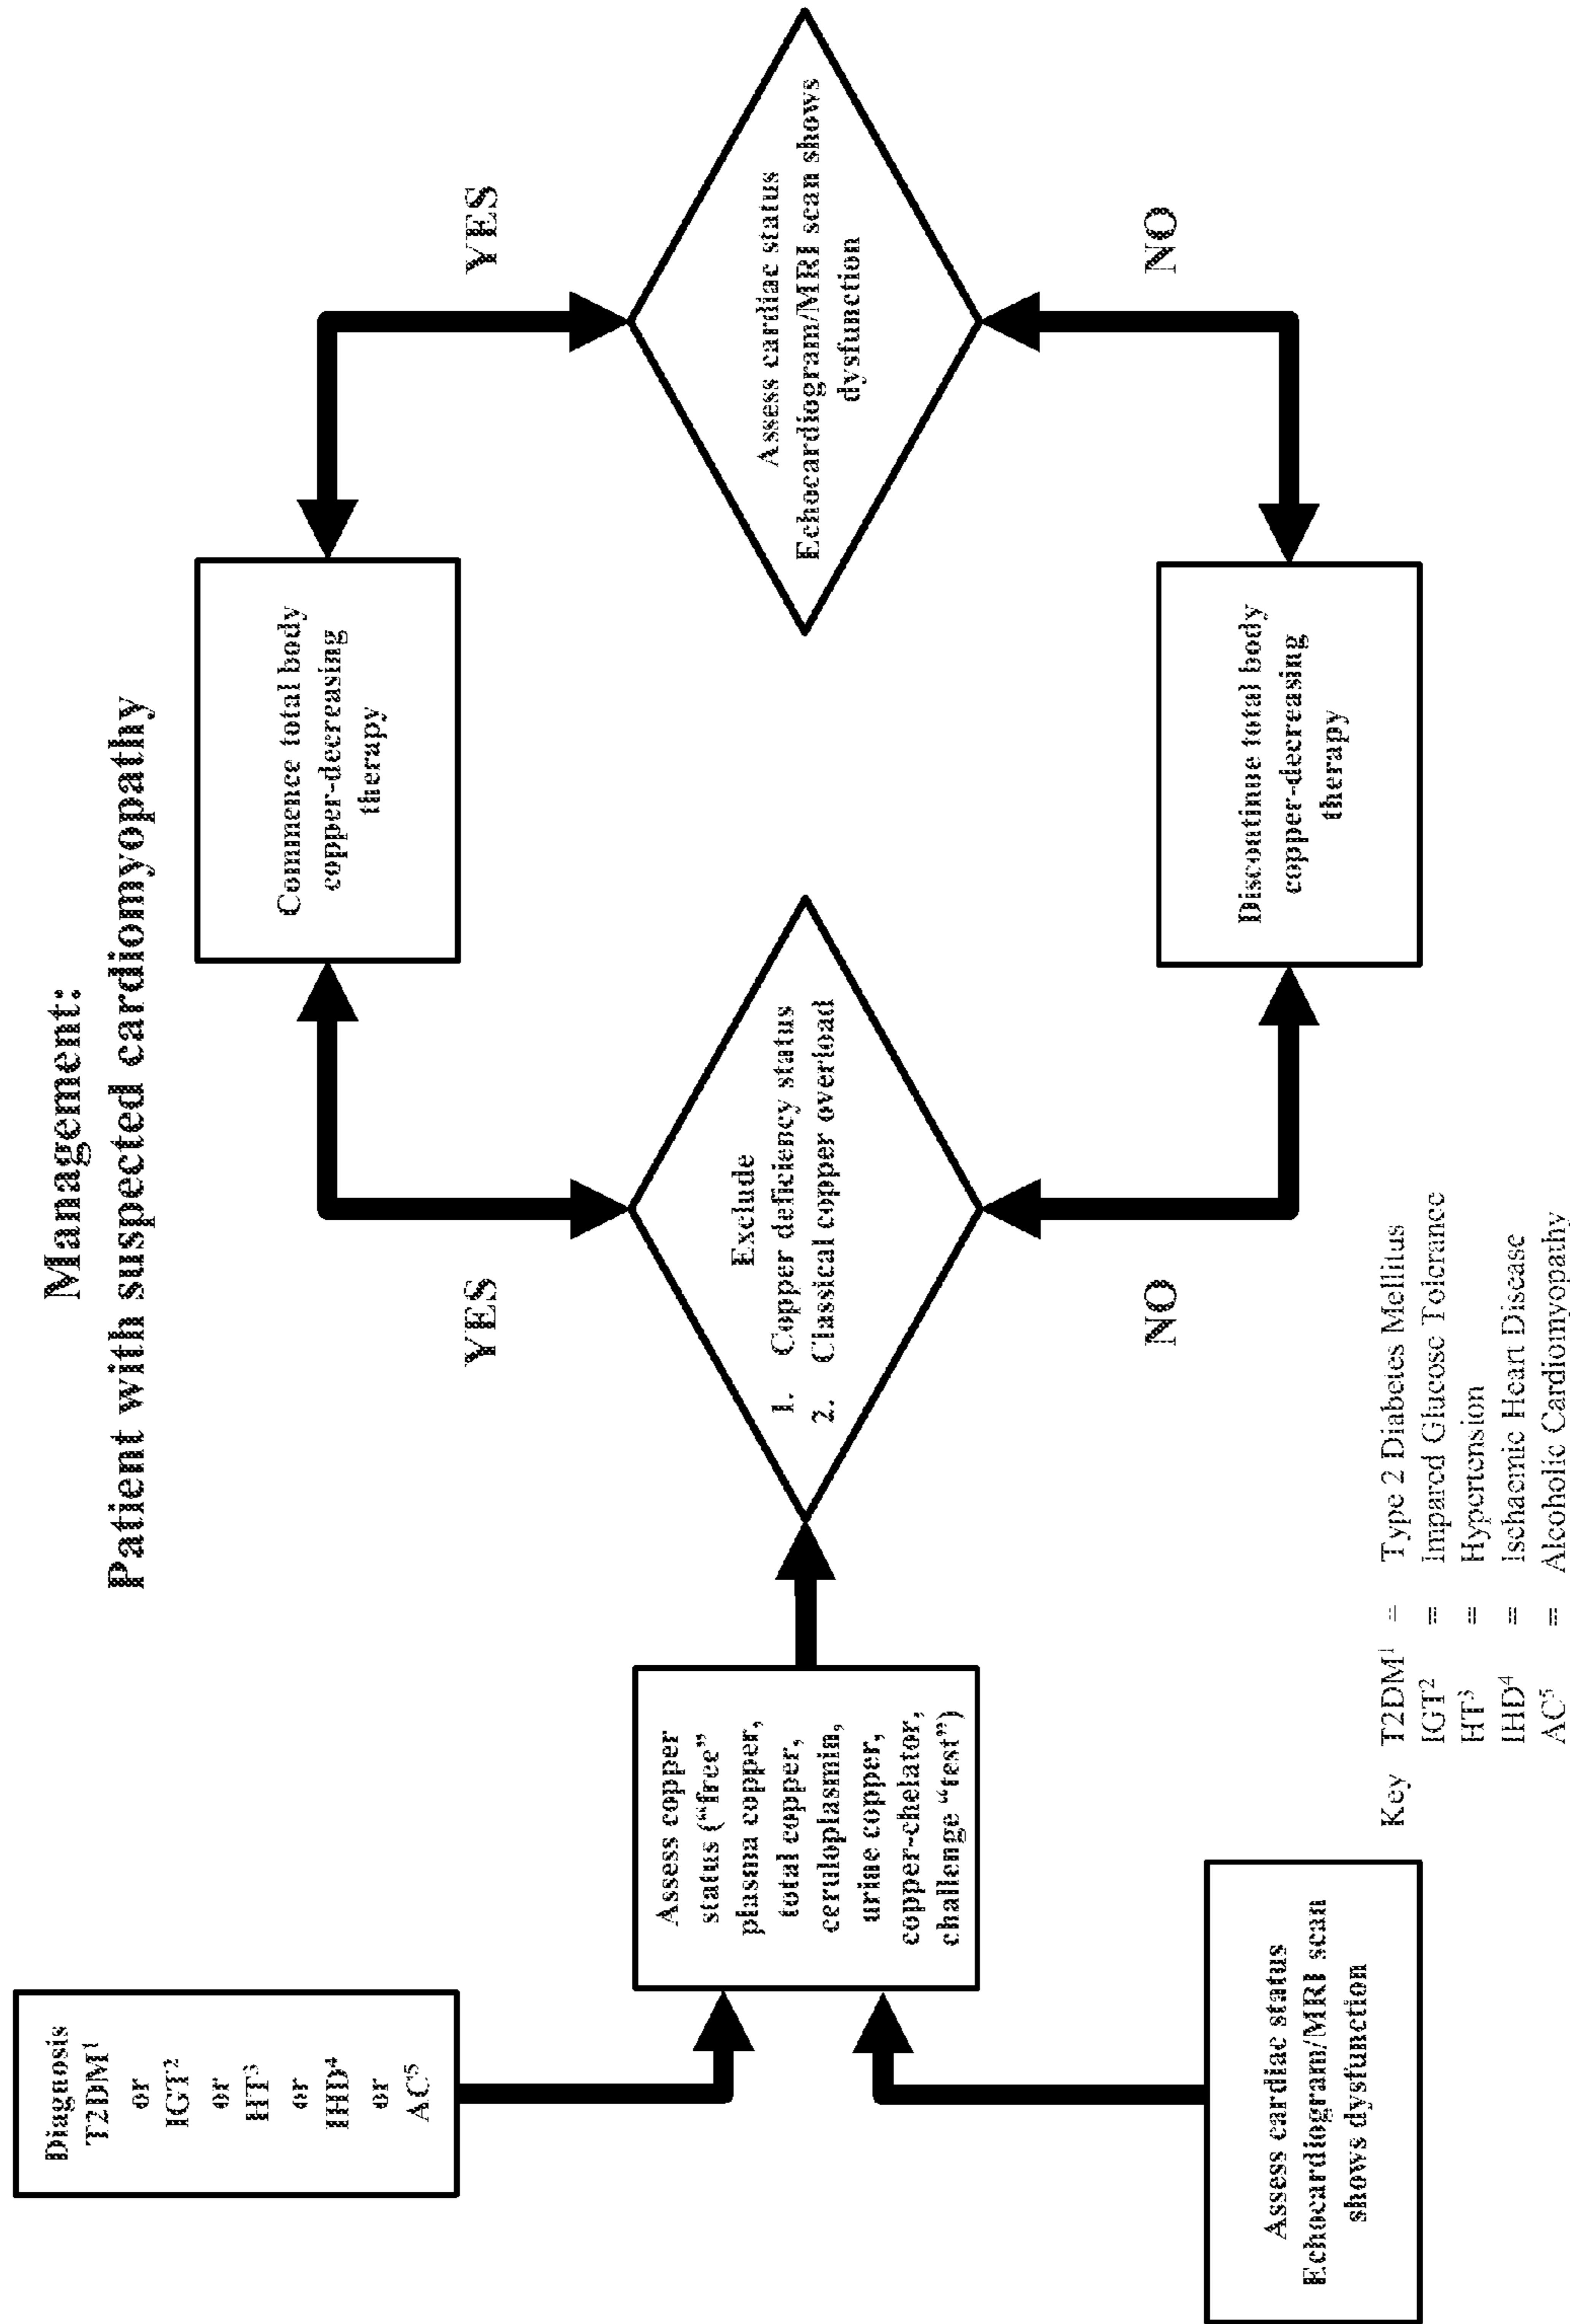 Management:
Patient with suspected cardiomyopathy
Diagnosis
T2DM¹
or
IGT²
or
HT³
or
IHD⁴
or
AC⁵
Assess cardiac status
Echocardiogram/MRI scan
shows dysfunction
Assess copper
status ("free"
plasma copper,
total copper,
ceruloplasmin,
urine copper,
copper-chelator,
challenge "test")
Exclude
1. Copper deficiency status
2. Classical copper overload
YES
NO
Commence total body
copper-decreasing
therapy
Discontinue total body
copper-decreasing
therapy
YES
NO
Assess cardiac status
Echocardiogram/MRI scan shows
dysfunction
Key T2DM¹ = Type 2 Diabetes Mellitus
IGT² = Impared Glucose Tolerance
HT³ = Hypertension
IHD⁴ = Ischaemic Heart Disease
AC⁵ = Alcoholic Cardiomyopathy